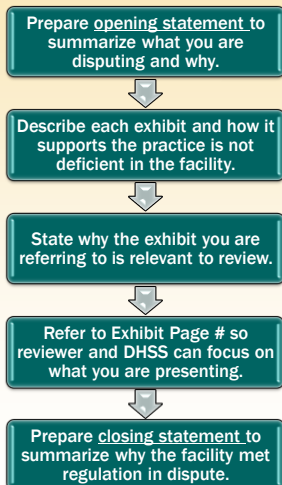 Prepare opening statement to
summarize what you are
disputing and why.
Describe each exhibit and how it
supports the practice is not
deficient in the facility.
State why the exhibit you are
referring to is relevant to review.
Refer to Exhibit Page # so
reviewer and DHSS can focus on
what you are presenting.
Prepare closing statement to
summarize why the facility met
regulation in dispute.